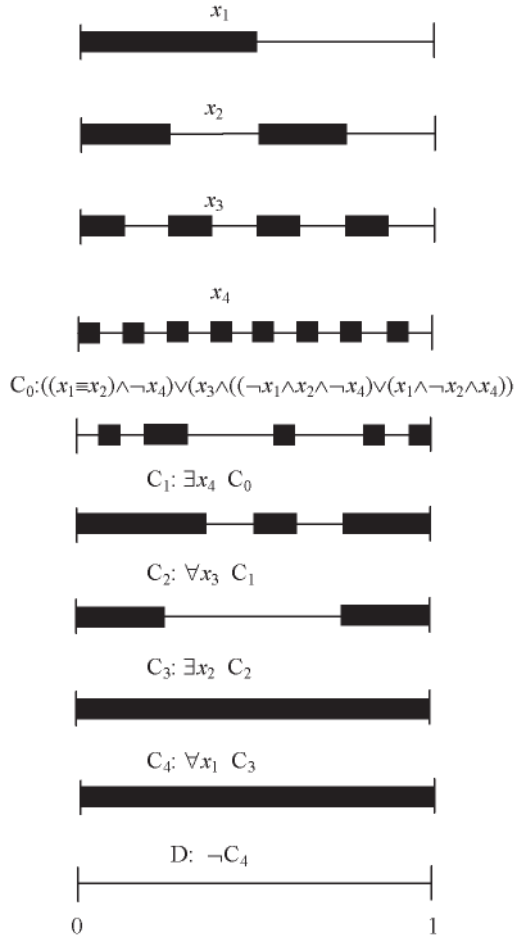 x₁
x₂
x₃
x₄
C₀:((x₁≡x₂)∧¬x₄)∨(x₃∧((¬x₁∧x₂∧¬x₄)∨(x₁∧¬x₂∧x₄))
C₁: ∃x₄ C₀
C₂: ∀x₃ C₁
C₃: ∃x₂ C₂
C₄: ∀x₁ C₃
D: ¬C₄
0 1